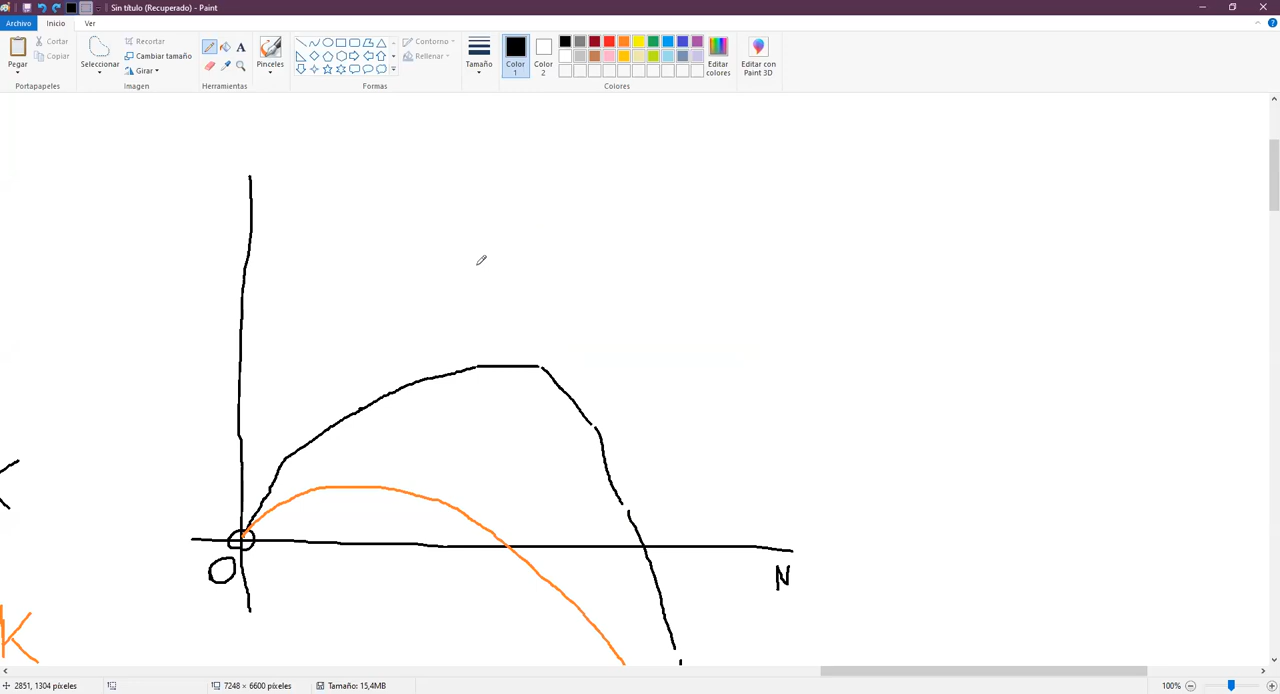 Sin título (Recuperado) - Paint
Archivo
Inicio
Ver
Pegar
Cortar
Copiar
Portapapeles
Seleccionar
Recortar
Cambiar tamaño
Girar
Imagen
A
Herramientas
Pinceles
Contorno
Rellenar
Formas
Tamaño
Color 1
Color 2
Editar colores
Editar con Paint 3D
Colores
K
O
N
K
2851, 1304 píxeles
7248 × 6600 píxeles
Tamaño: 15,4MB
100%